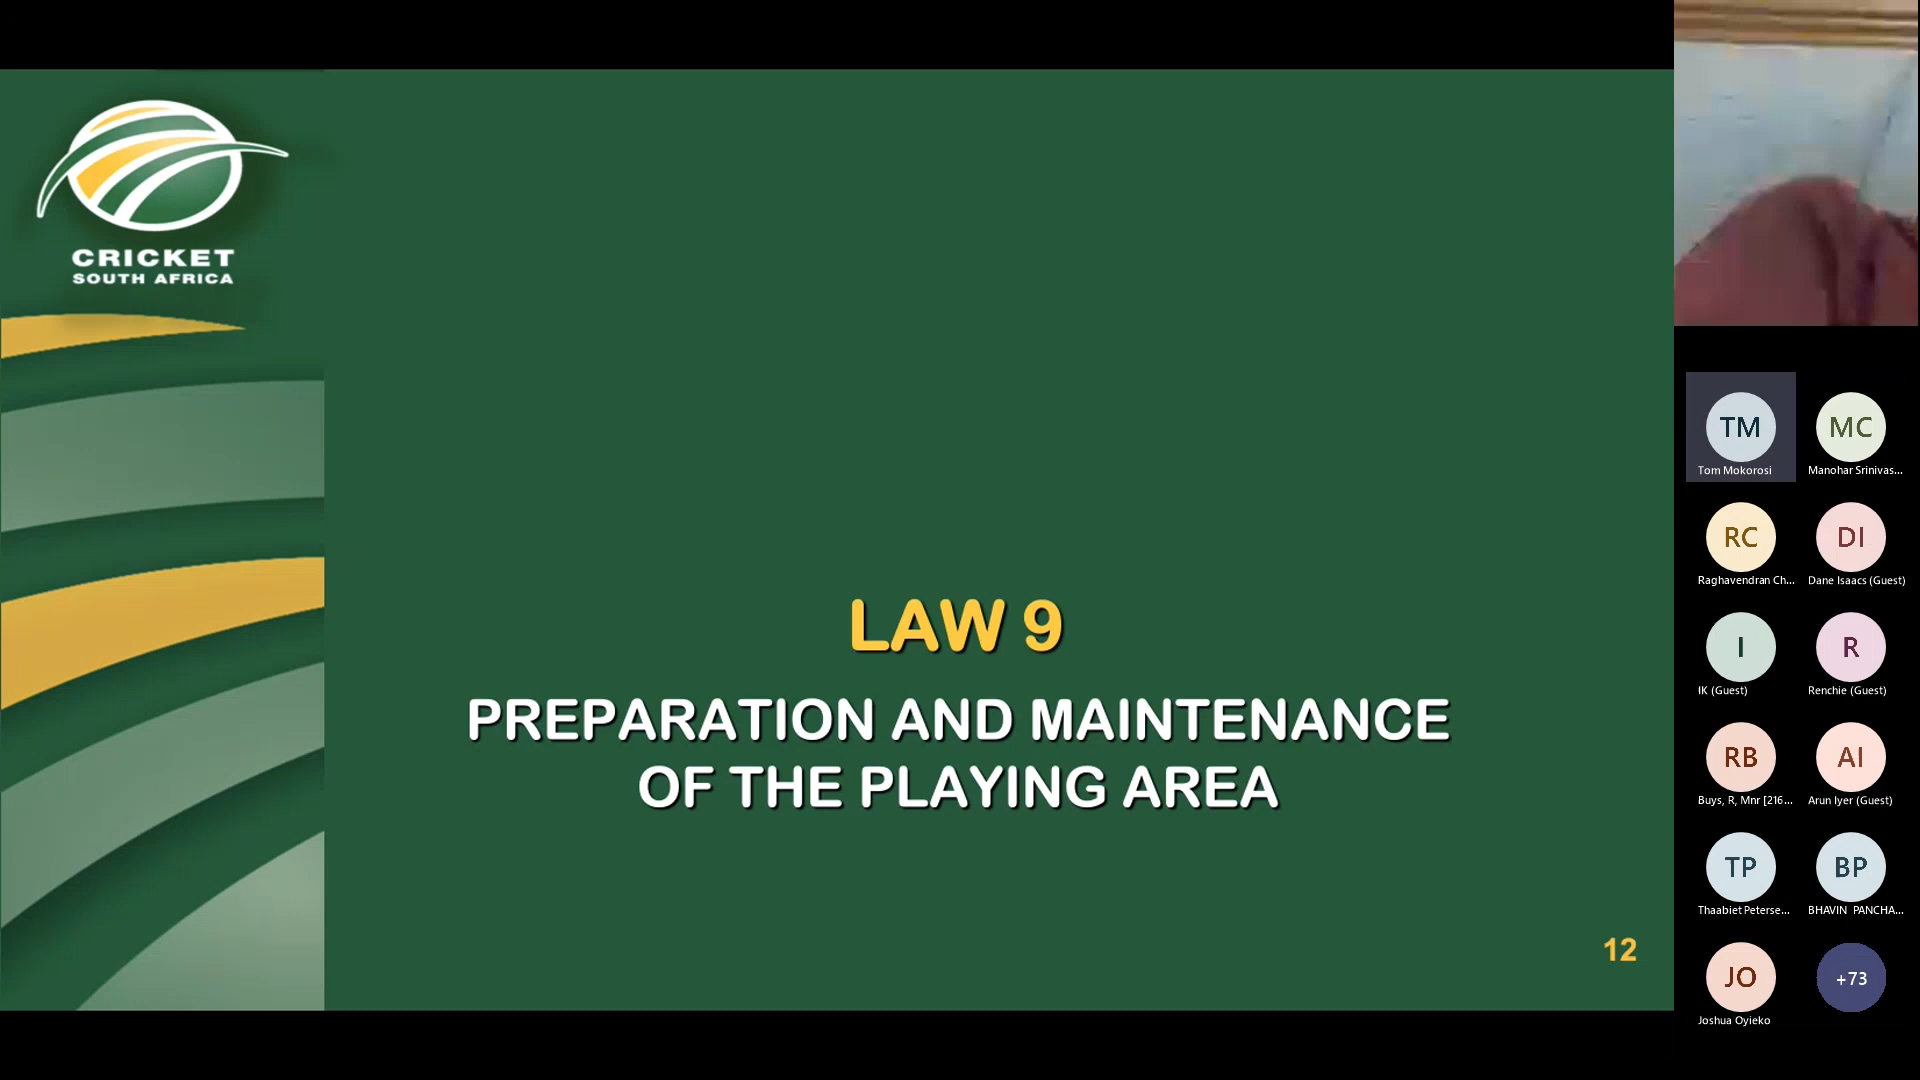 CRICKET
SOUTH AFRICA
LAW 9
PREPARATION AND MAINTENANCE
OF THE PLAYING AREA
12
TM
Tom Mokorosi
MC
Manohar Srinivas...
RC
Raghavendran Ch...
DI
Dane Isaacs (Guest)
I
IK (Guest)
R
Renchie (Guest)
RB
Buys, R, Mnr [216...
AI
Arun Iyer (Guest)
TP
Thaabiet Peterse...
BP
BHAVIN PANCHA...
JO
Joshua Oyieko
+73